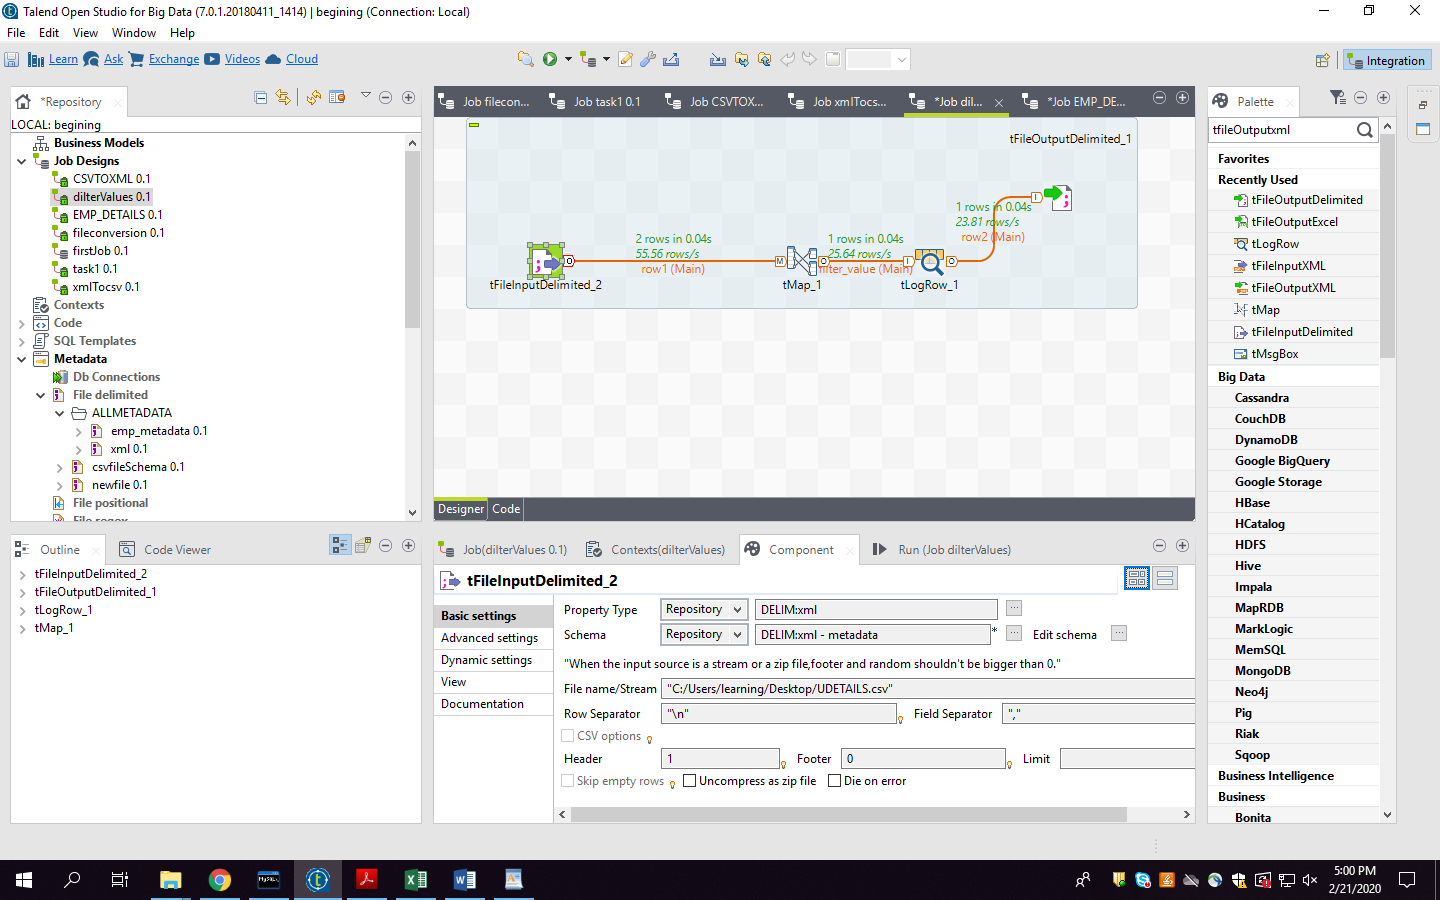 Talend Open Studio for Big Data (7.0.1.20180411_1414) | begining (Connection: Local)
File Edit View Window Help
Learn Ask Exchange Videos Cloud
Integration
*Repository
LOCAL: begining
Business Models
Job Designs
CSVTOXML 0.1
dilterValues 0.1
EMP_DETAILS 0.1
fileconversion 0.1
firstJob 0.1
task1 0.1
xmlTocsv 0.1
Contexts
Code
SQL Templates
Metadata
Db Connections
File delimited
ALLMETADATA
emp_metadata 0.1
xml 0.1
csvfileSchema 0.1
newfile 0.1
File positional
File regex
Job filecon... Job task1 0.1 Job CSVTOX... Job xmlTocs... *Job dil... *Job EMP_DE...
tFileOutputDelimited_1
1 rows in 0.04s
23.81 rows/s
row2 (Main)
2 rows in 0.04s
55.56 rows/s
row1 (Main)
1 rows in 0.04s
25.64 rows/s
filter_value (Main)
tFileInputDelimited_2
tMap_1
tLogRow_1
Designer Code
Palette
tfileOutputxml
Favorites
Recently Used
tFileOutputDelimited
tFileOutputExcel
tLogRow
tFileInputXML
tFileOutputXML
tMap
tFileInputDelimited
tMsgBox
Big Data
Cassandra
CouchDB
DynamoDB
Google BigQuery
Google Storage
HBase
HCatalog
HDFS
Hive
Impala
MapRDB
MarkLogic
MemSQL
MongoDB
Neo4j
Pig
Riak
Sqoop
Business Intelligence
Business
Bonita
Outline Code Viewer
tFileInputDelimited_2
tFileOutputDelimited_1
tLogRow_1
tMap_1
Job(dilterValues 0.1) Contexts(dilterValues) Component Run (Job dilterValues)
tFileInputDelimited_2
Basic settings
Advanced settings
Dynamic settings
View
Documentation
Property Type Repository DELIM:xml ...
Schema Repository DELIM:xml - metadata * ... Edit schema ...
"When the input source is a stream or a zip file,footer and random shouldn't be bigger than 0."
File name/Stream "C:/Users/learning/Desktop/UDETAILS.csv"
Row Separator "\n" Field Separator ","
CSV options
Header 1 Footer 0 Limit
Skip empty rows Uncompress as zip file Die on error
5:00 PM
2/21/2020